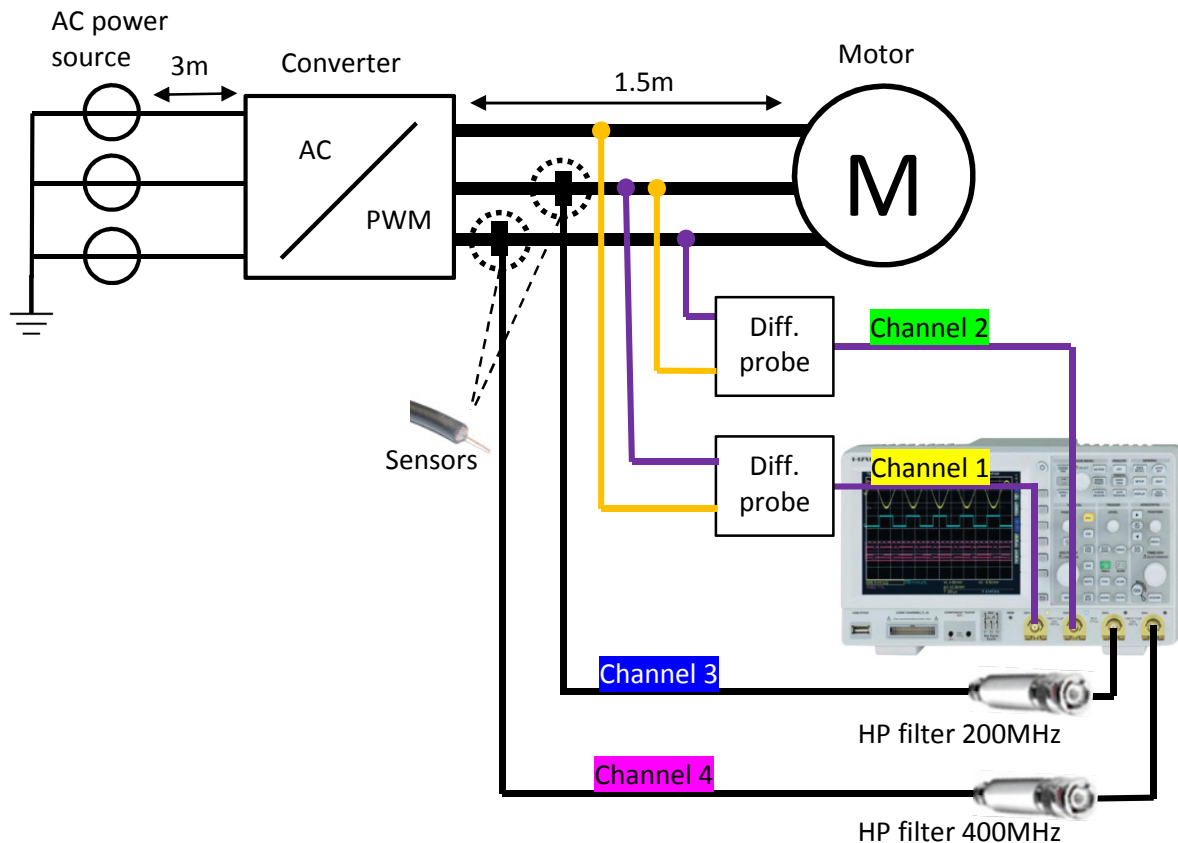 AC power
source
3m
Converter
1.5m
Motor
AC
PWM
M
Diff.
probe
Channel 2
Sensors
Diff.
probe
Channel 1
Channel 3
HP filter 200MHz
Channel 4
HP filter 400MHz